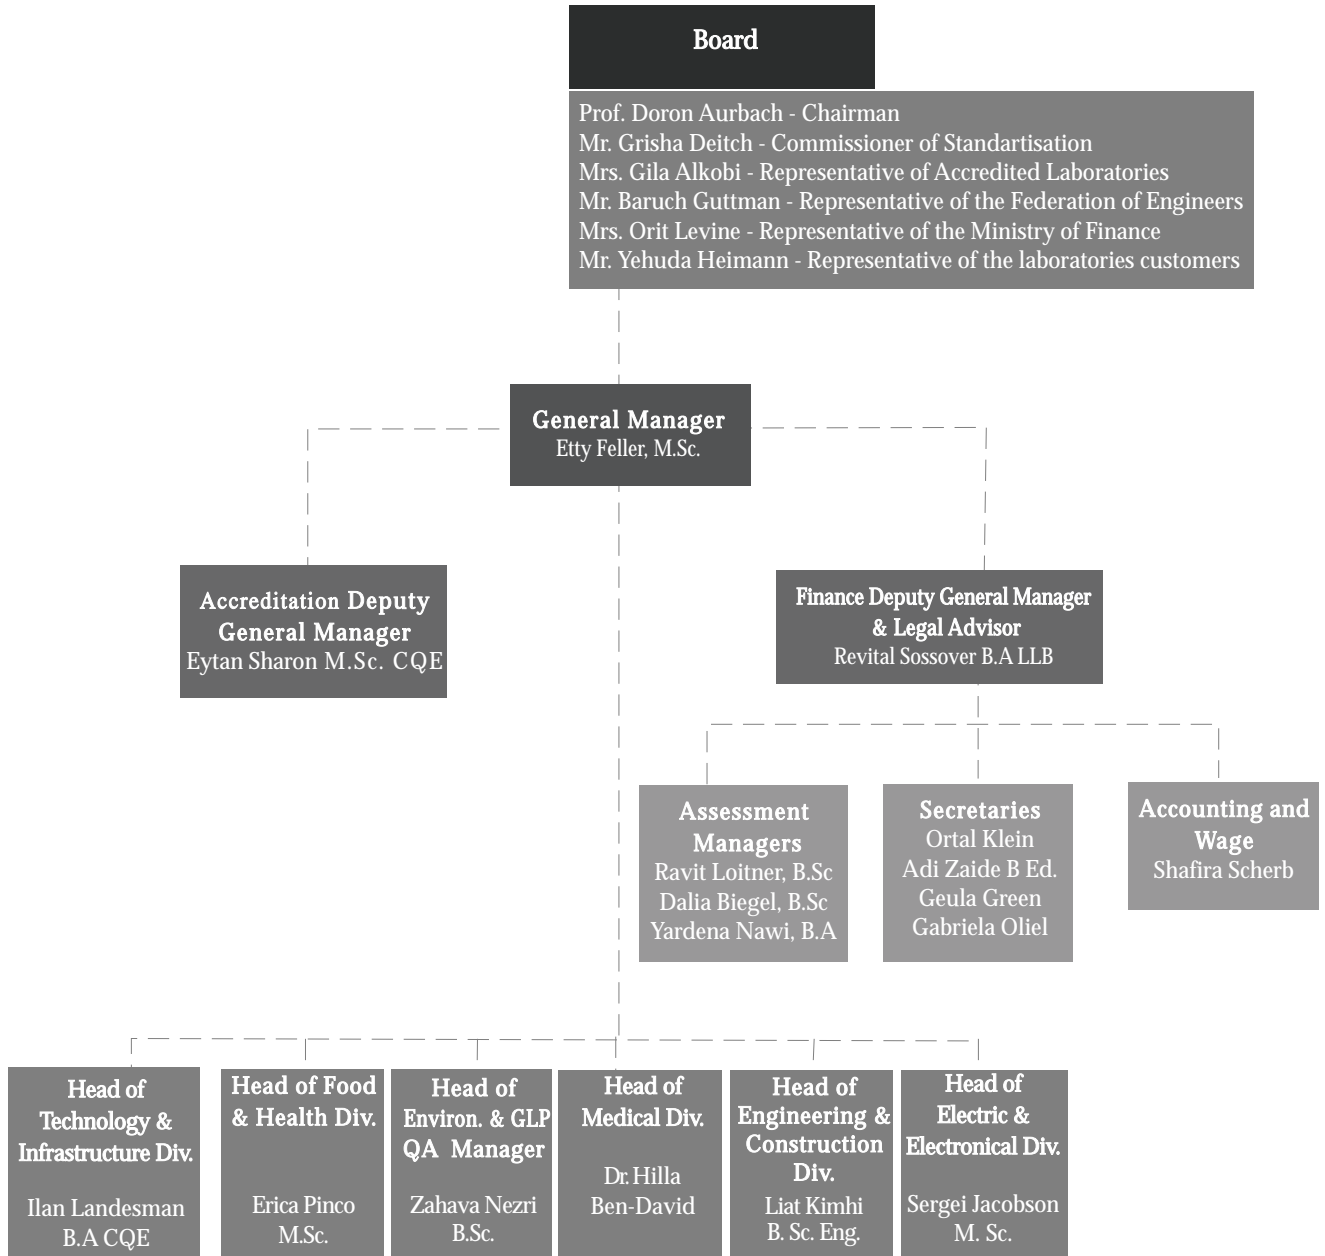 Board
Prof. Doron Aurbach - Chairman
Mr. Grisha Deitch - Commissioner of Standartisation
Mrs. Gila Alkobi - Representative of Accredited Laboratories
Mr. Baruch Guttman - Representative of the Federation of Engineers
Mrs. Orit Levine - Representative of the Ministry of Finance
Mr. Yehuda Heimann - Representative of the laboratories customers
General Manager
Etty Feller, M.Sc.
Accreditation Deputy
General Manager
Eytan Sharon M.Sc. CQE
Finance Deputy General Manager
& Legal Advisor
Revital Sossover B.A LLB
Assessment
Managers
Ravit Loitner, B.Sc
Dalia Biegel, B.Sc
Yardena Nawi, B.A
Secretaries
Ortal Klein
Adi Zaide B Ed.
Geula Green
Gabriela Oliel
Accounting and
Wage
Shafira Scherb
Head of
Technology &
Infrastructure Div.
Ilan Landesman
B.A CQE
Head of Food
& Health Div.
Erica Pinco
M.Sc.
Head of
Environ. & GLP
QA Manager
Zahava Nezri
B.Sc.
Head of
Medical Div.
Dr. Hilla
Ben-David
Head of
Engineering &
Construction
Div.
Liat Kimhi
B. Sc. Eng.
Head of
Electric &
Electronical Div.
Sergei Jacobson
M. Sc.